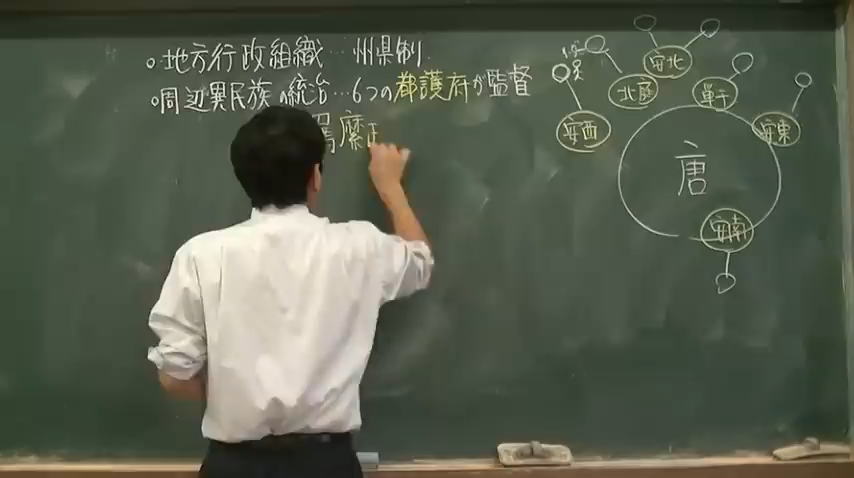 ○地方行政組織…州県制
○周辺異民族の統治…6つの都護府が監督
羈縻
安西
北庭
安北
単于
安東
唐
安南